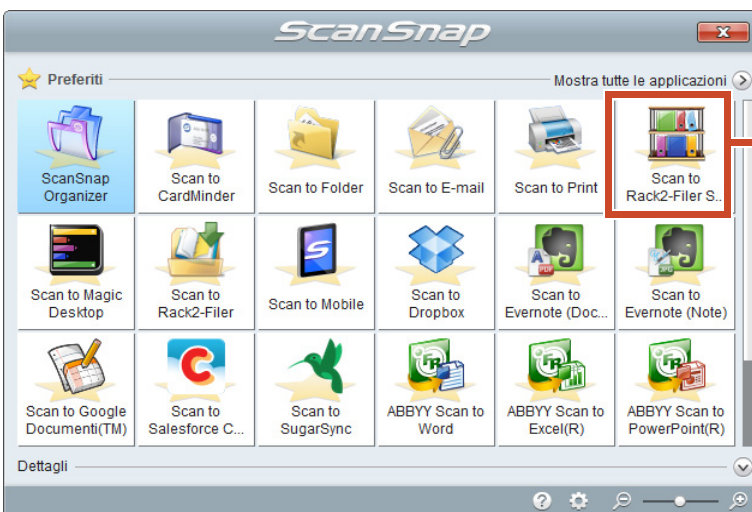 ScanSnap
Preferiti
Mostra tutte le applicazioni
ScanSnap
Organizer
Scan to
CardMinder
Scan to Folder
Scan to E-mail
Scan to Print
Scan to
Rack2-Filer S..
Scan to Magic
Desktop
Scan to
Rack2-Filer
Scan to Mobile
Scan to
Dropbox
Scan to
Evernote (Doc...
Scan to
Evernote (Note)
Scan to Google
Documenti(TM)
Scan to
Salesforce C...
Scan to
SugarSync
ABBYY Scan to
Word
ABBYY Scan to
Excel(R)
ABBYY Scan to
PowerPoint(R)
Dettagli